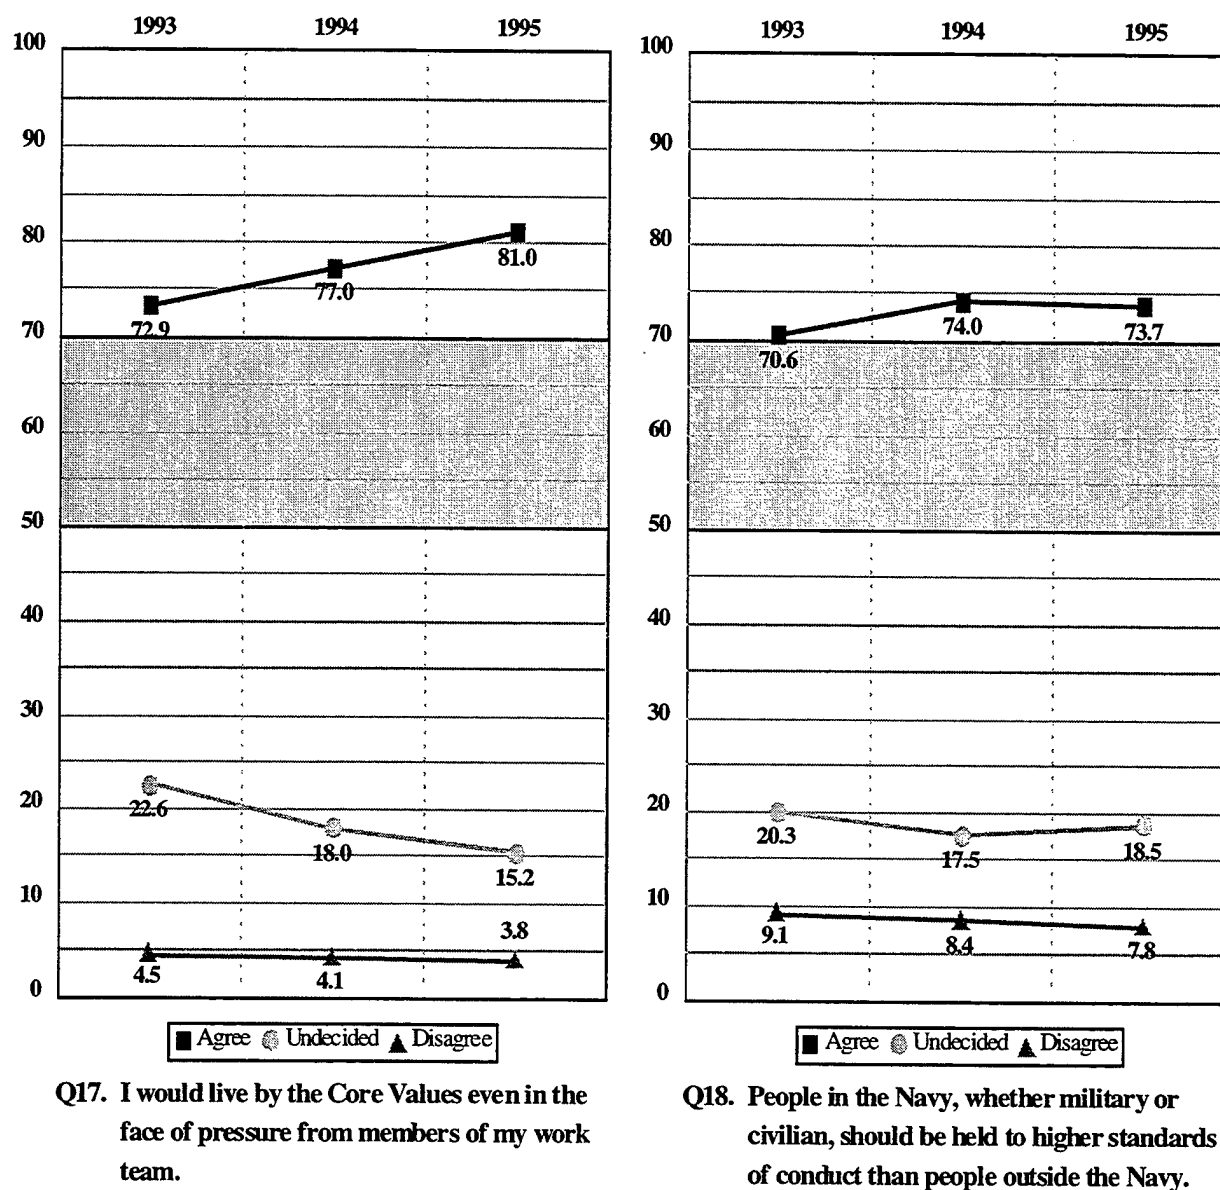 1993 1994 1995
100
90
80
70
60
50
40
30
20
10
0
72.9 77.0 81.0
22.6 18.0 15.2
4.5 4.1 3.8
Agree Undecided Disagree
Q17. I would live by the Core Values even in the
face of pressure from members of my work
team.
1993 1994 1995
100
90
80
70
60
50
40
30
20
10
0
70.6 74.0 73.7
20.3 17.5 18.5
9.1 8.4 7.8
Agree Undecided Disagree
Q18. People in the Navy, whether military or
civilian, should be held to higher standards
of conduct than people outside the Navy.